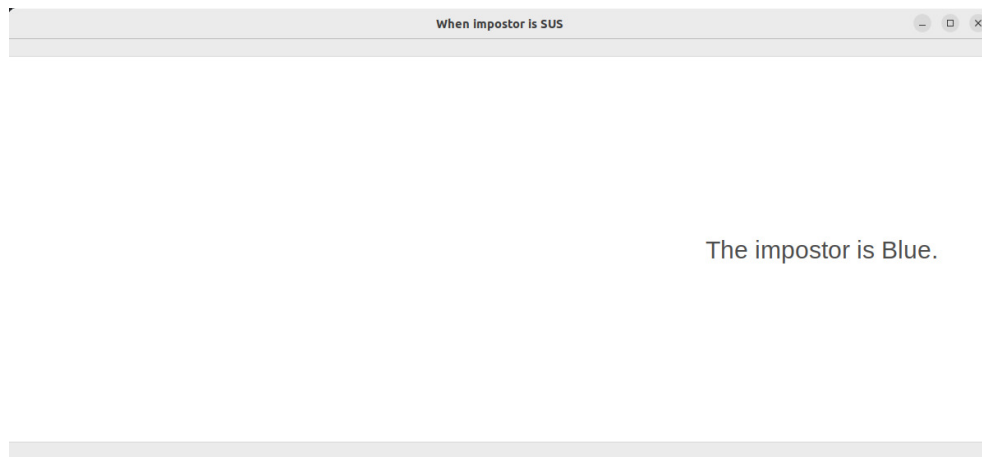 When impostor is SUS
The impostor is Blue.